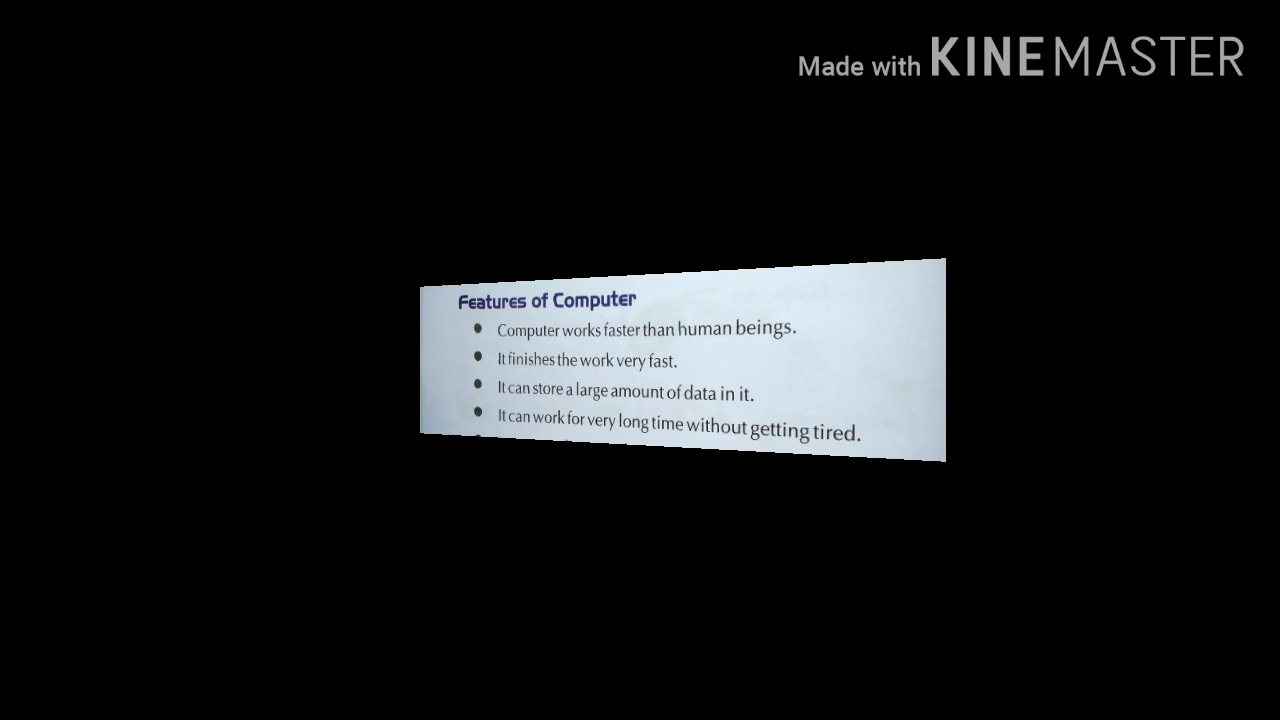 Made with KINEMASTER
Features of Computer
Computer works faster than human beings.
It finishes the work very fast.
It can store a large amount of data in it.
It can work for very long time without getting tired.